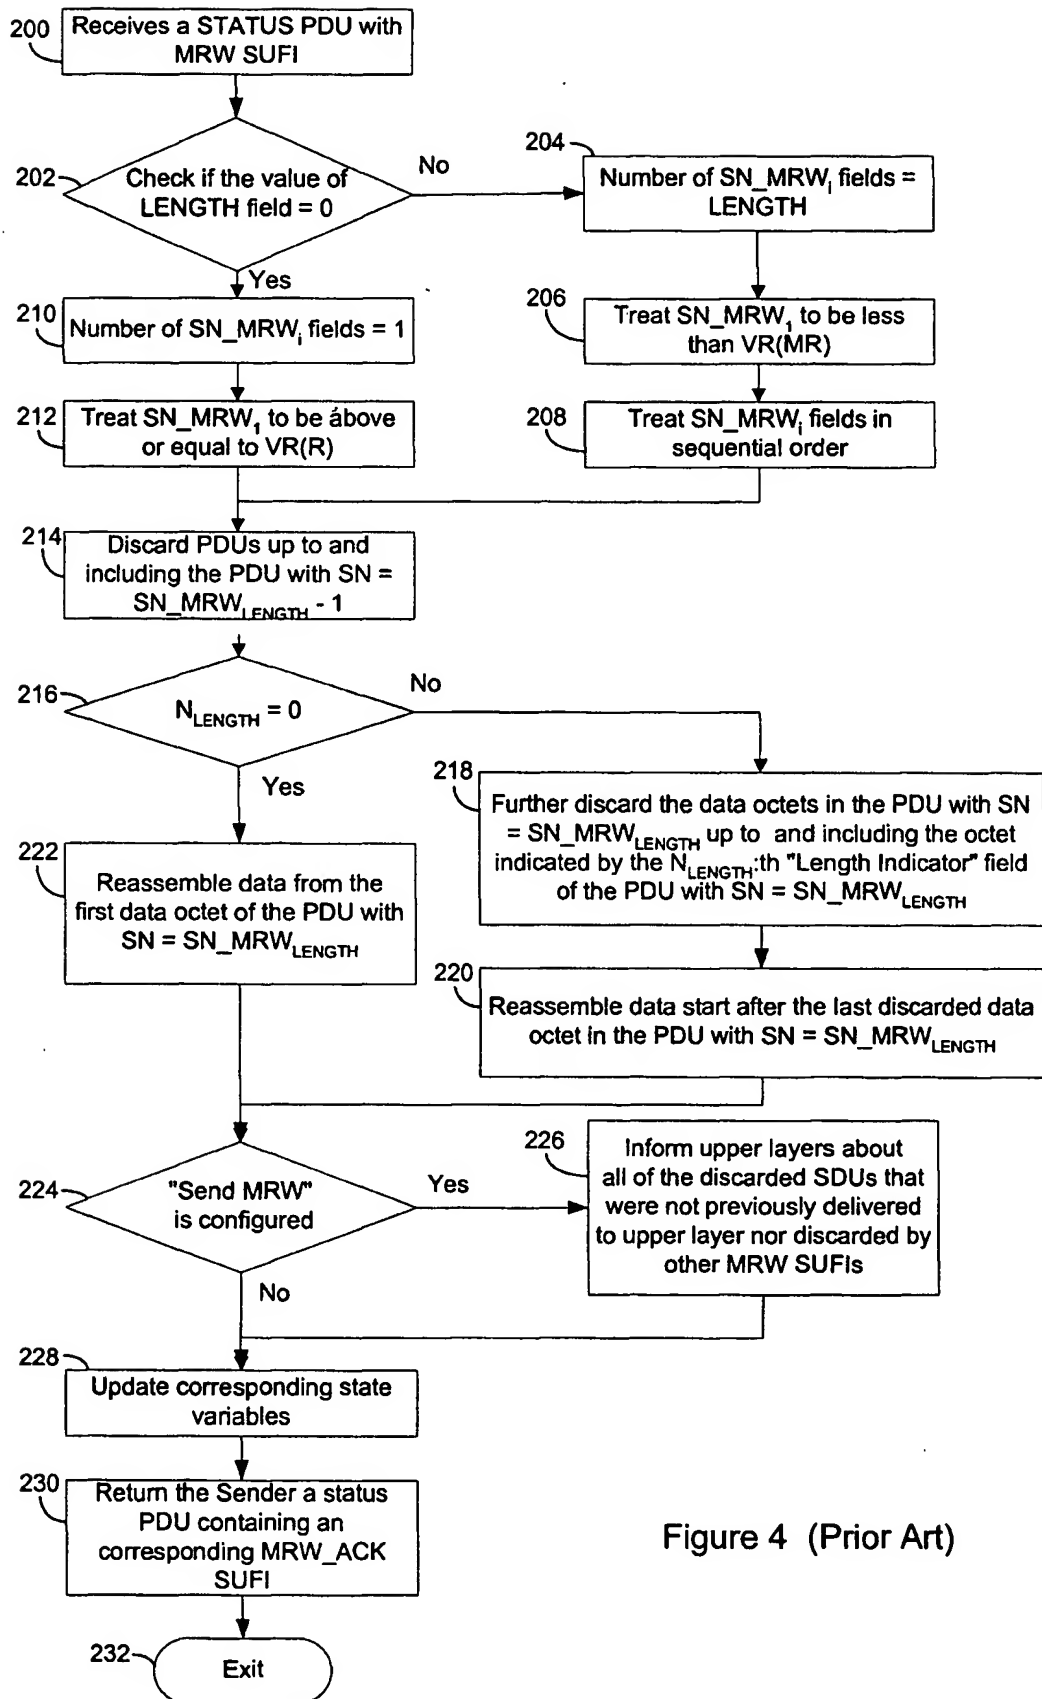 200
Receives a STATUS PDU with
MRW SUFI
202
Check if the value of
LENGTH field = 0
No
Yes
204
Number of SN_MRWi fields =
LENGTH
206
Treat SN_MRW1 to be less
than VR(MR)
208
Treat SN_MRWi fields in
sequential order
210
Number of SN_MRWi fields = 1
212
Treat SN_MRW1 to be above
or equal to VR(R)
214
Discard PDUs up to and
including the PDU with SN =
SN_MRWLENGTH - 1
216
NLENGTH = 0
No
Yes
218
Further discard the data octets in the PDU with SN
= SN_MRWLENGTH up to and including the octet
indicated by the NLENGTH:th "Length Indicator" field
of the PDU with SN = SN_MRWLENGTH
220
Reassemble data start after the last discarded data
octet in the PDU with SN = SN_MRWLENGTH
222
Reassemble data from the
first data octet of the PDU with
SN = SN_MRWLENGTH
224
"Send MRW"
is configured
Yes
No
226
Inform upper layers about
all of the discarded SDUs that
were not previously delivered
to upper layer nor discarded by
other MRW SUFIs
228
Update corresponding state
variables
230
Return the Sender a status
PDU containing an
corresponding MRW_ACK
SUFI
232
Exit
Figure 4 (Prior Art)